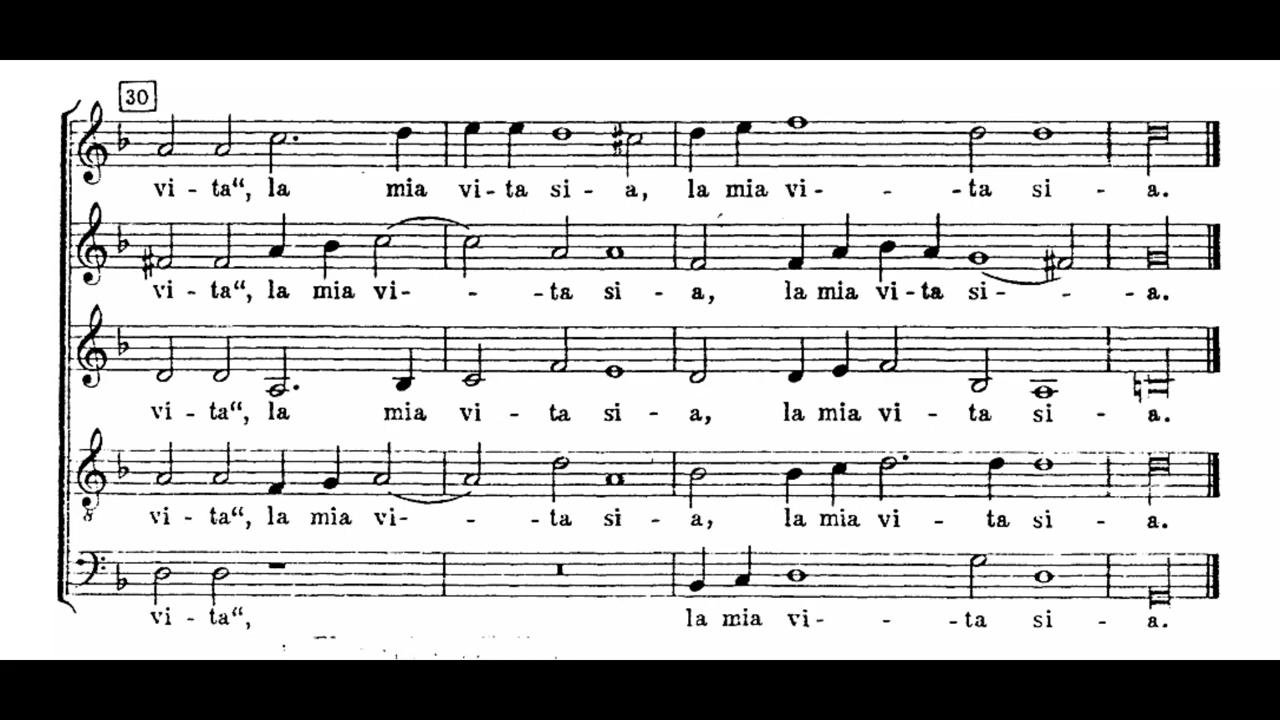 30
vi - ta“, la mia vi - ta si - a, la mia vi - - - ta si - a.
vi - ta“, la mia vi - - - ta si - a, la mia vi - ta si - - - a.
vi - ta“, la mia vi - ta si - a, la mia vi - ta si - a.
vi - ta“, la mia vi - - - ta si - a, la mia vi - ta si - a.
8
vi - ta“, la mia vi - - - ta si - a.